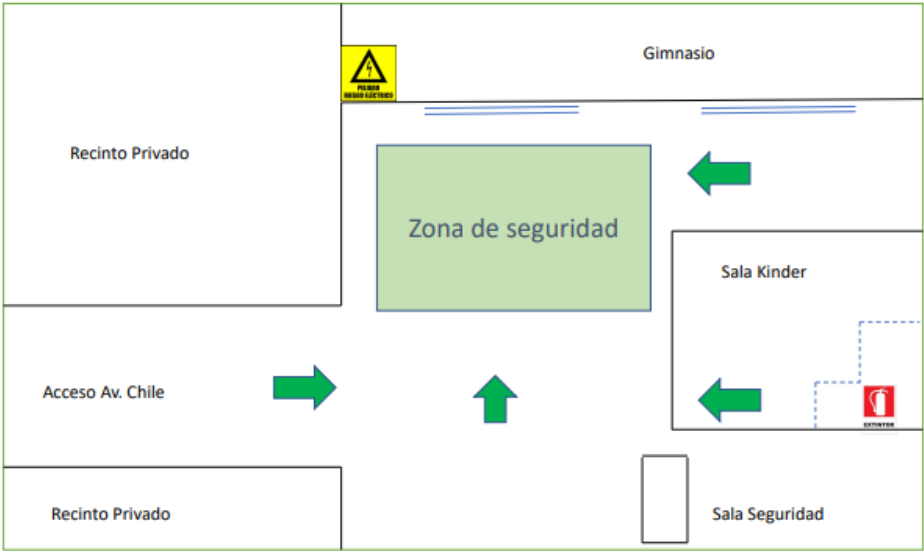 Gimnasio
PELIGRO
RIESGO ELÉCTRICO
Recinto Privado
Zona de seguridad
Sala Kinder
Acceso Av. Chile
EXTINTOR
Recinto Privado
Sala Seguridad